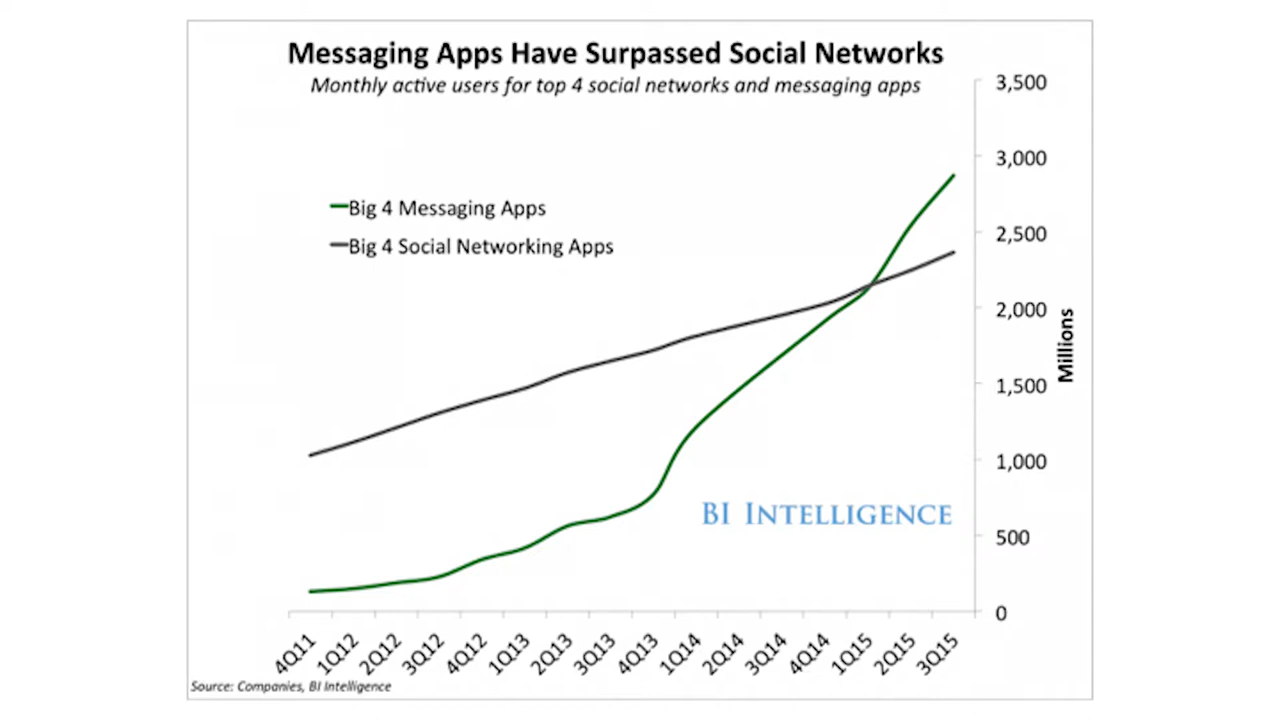 Messaging Apps Have Surpassed Social Networks
Monthly active users for top 4 social networks and messaging apps
3,500
3,000
Big 4 Messaging Apps
2,500
Big 4 Social Networking Apps
2,000
Millions
1,500
1,000
BI INTELLIGENCE
500
0
4Q11 1Q12 2Q12 3Q12 4Q12 1Q13 2Q13 3Q13 4Q13 1Q14 2Q14 3Q14 4Q14 1Q15 2Q15 3Q15
Source: Companies, BI Intelligence